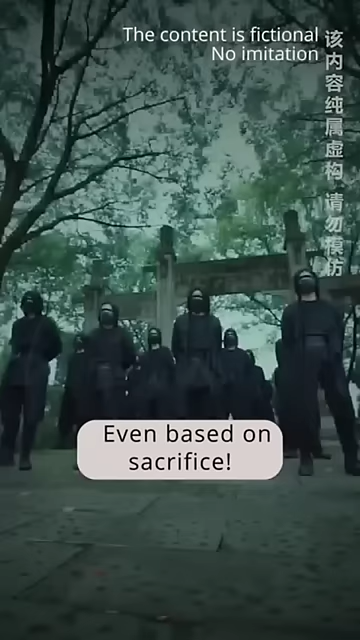 The content is fictional
No imitation
该内容纯属虚构 请勿模仿
Even based on
sacrifice!